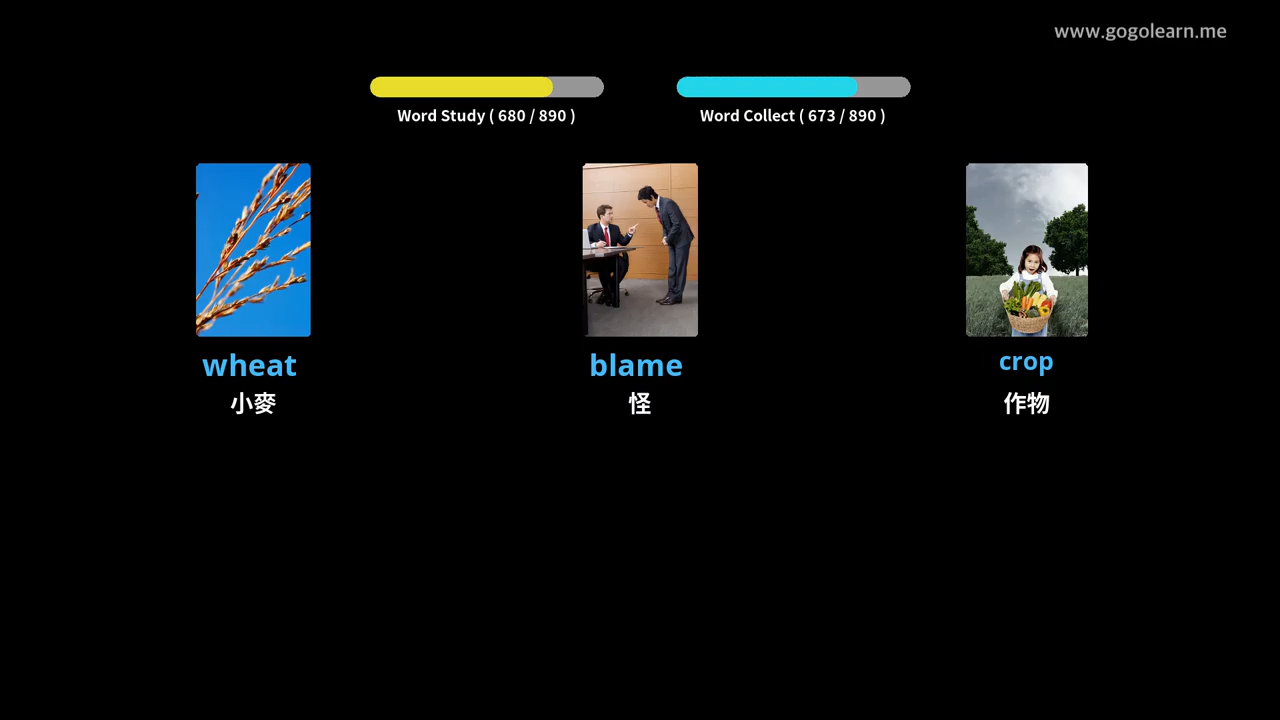 www.gogolearn.me
Word Study ( 680 / 890 )
Word Collect ( 673 / 890 )
wheat
小麥
blame
怪
crop
作物